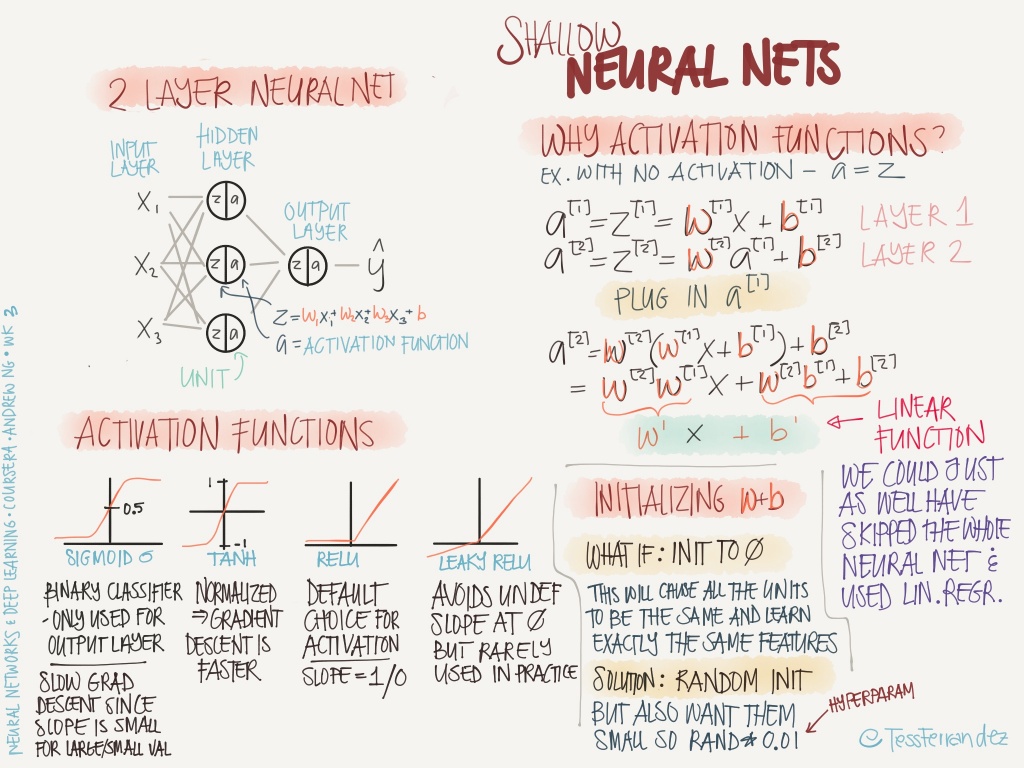 SHALLOW
NEURAL NETS
2 LAYER NEURAL NET
INPUT
LAYER
HIDDEN
LAYER
OUTPUT
LAYER
X₁
X₂
X₃
z a
z a
z a
z a
ŷ
Z = W₁X₁ + W₂X₂ + W₃X₃ + b
a = ACTIVATION FUNCTION
UNIT
ACTIVATION FUNCTIONS
0.5
SIGMOID σ
BINARY CLASSIFIER
- ONLY USED FOR
OUTPUT LAYER
SLOW GRAD
DESCENT SINCE
SLOPE IS SMALL
FOR LARGE/SMALL VAL
1
-1
TANH
NORMALIZED
⇒ GRADIENT
DESCENT IS
FASTER
RELU
DEFAULT
CHOICE FOR
ACTIVATION
SLOPE = 1/0
LEAKY RELU
AVOIDS UNDEF
SLOPE AT 0
BUT RARELY
USED IN PRACTICE
WHY ACTIVATION FUNCTIONS?
EX. WITH NO ACTIVATION - a = Z
a^[1] = Z^[1] = W^[1]X + b^[1] LAYER 1
a^[2] = Z^[2] = W^[2]a^[1] + b^[2] LAYER 2
PLUG IN a^[1]
a^[2] = W^[2](W^[1]X + b^[1]) + b^[2]
= W^[2]W^[1]X + W^[2]b^[1] + b^[2]
W' X + b'
LINEAR
FUNCTION
WE COULD JUST
AS WELL HAVE
SKIPPED THE WHOLE
NEURAL NET &
USED LIN. REGR.
INITIALIZING W+b
WHAT IF: INIT TO 0
THIS WILL CAUSE ALL THE UNITS
TO BE THE SAME AND LEARN
EXACTLY THE SAME FEATURES
SOLUTION: RANDOM INIT
BUT ALSO WANT THEM
SMALL SO RAND * 0.01
HYPERPARAM
@TessFerrandez
NEURAL NETWORKS & DEEP LEARNING • COURSERA • ANDREW NG • WK 3